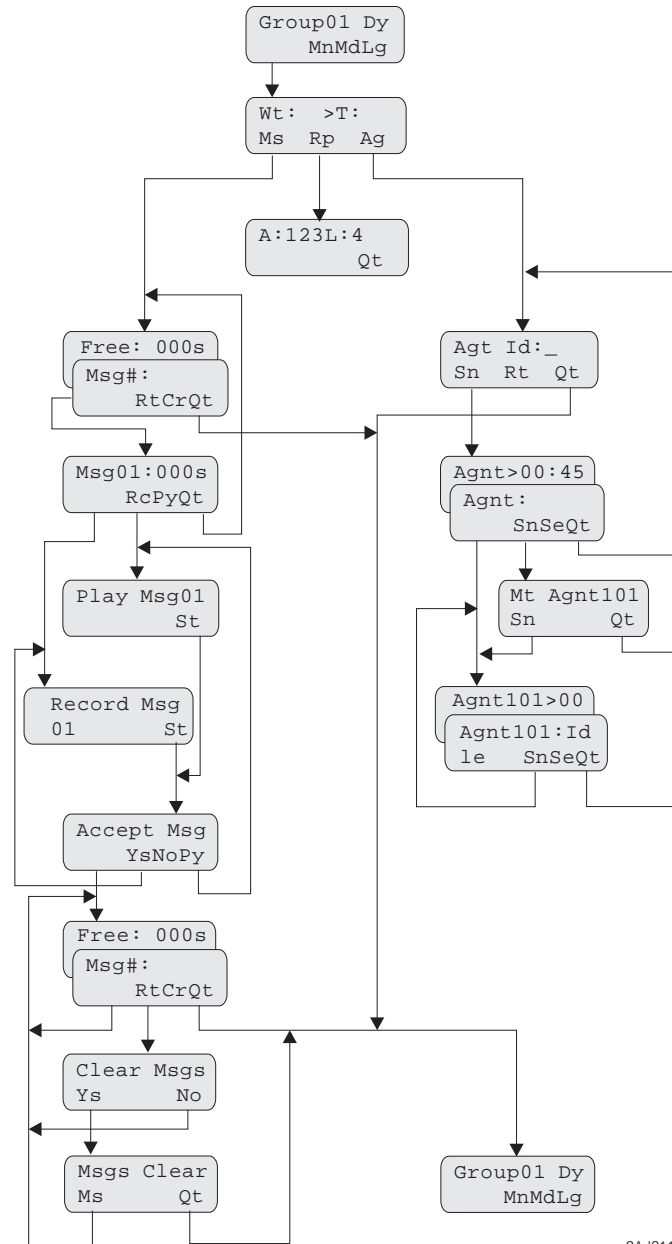 Group01 Dy
MnMdLg
Wt: >T:
Ms Rp Ag
A:123L:4
Qt
Free: 000s
Msg#:
RtCrQt
Agt Id:_
Sn Rt Qt
Msg01:000s
RcPyQt
Agnt>00:45
Agnt:
SnSeQt
Play Msg01
St
Mt Agnt101
Sn Qt
Record Msg
01 St
Agnt101>00
Agnt101:Id
le SnSeQt
Accept Msg
YsNoPy
Free: 000s
Msg#:
RtCrQt
Clear Msgs
Ys No
Msgs Clear
Ms Qt
Group01 Dy
MnMdLg